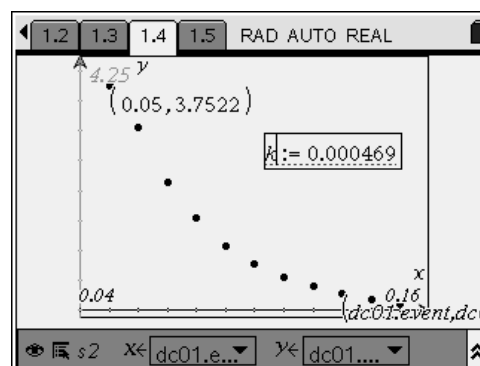 1.2 1.3 1.4 1.5 RAD AUTO REAL
4.25 y
(0.05,3.7522)
k:= 0.000469
x
0.04 0.16
(dc01.event,dc
s2 x← dc01.e... y← dc01....